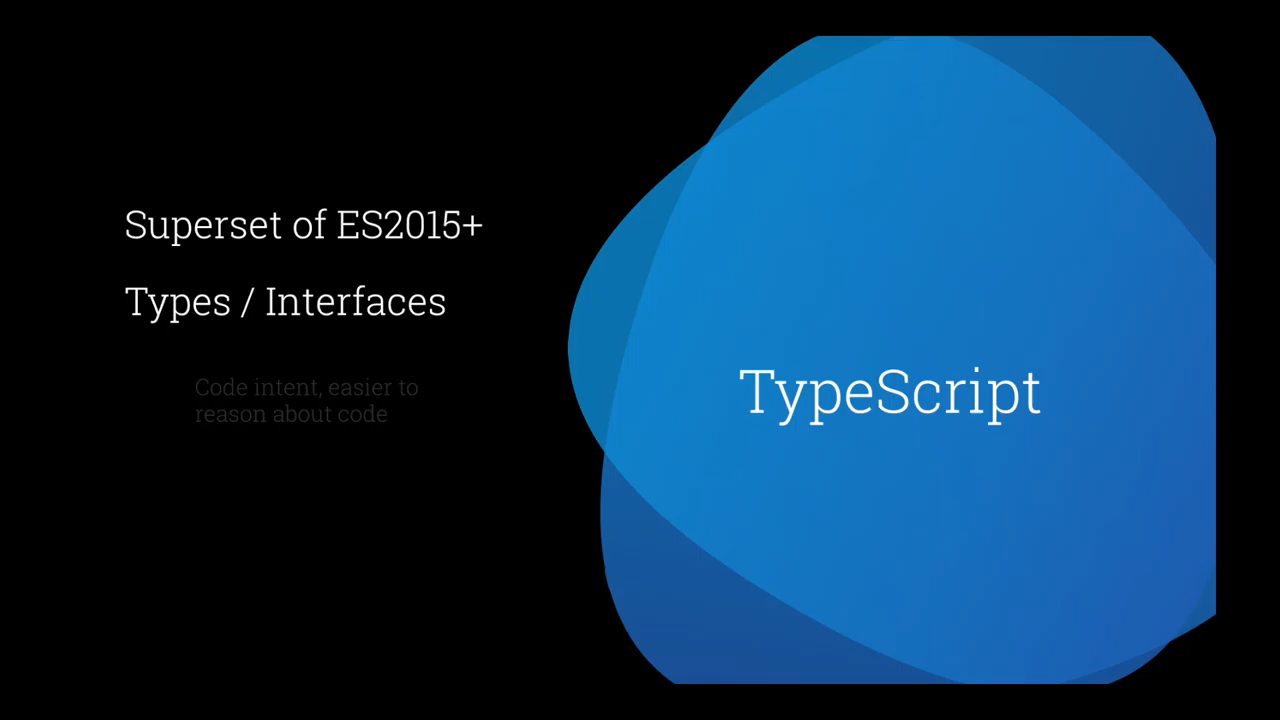 Superset of ES2015+
Types / Interfaces
Code intent, easier to
reason about code
TypeScript